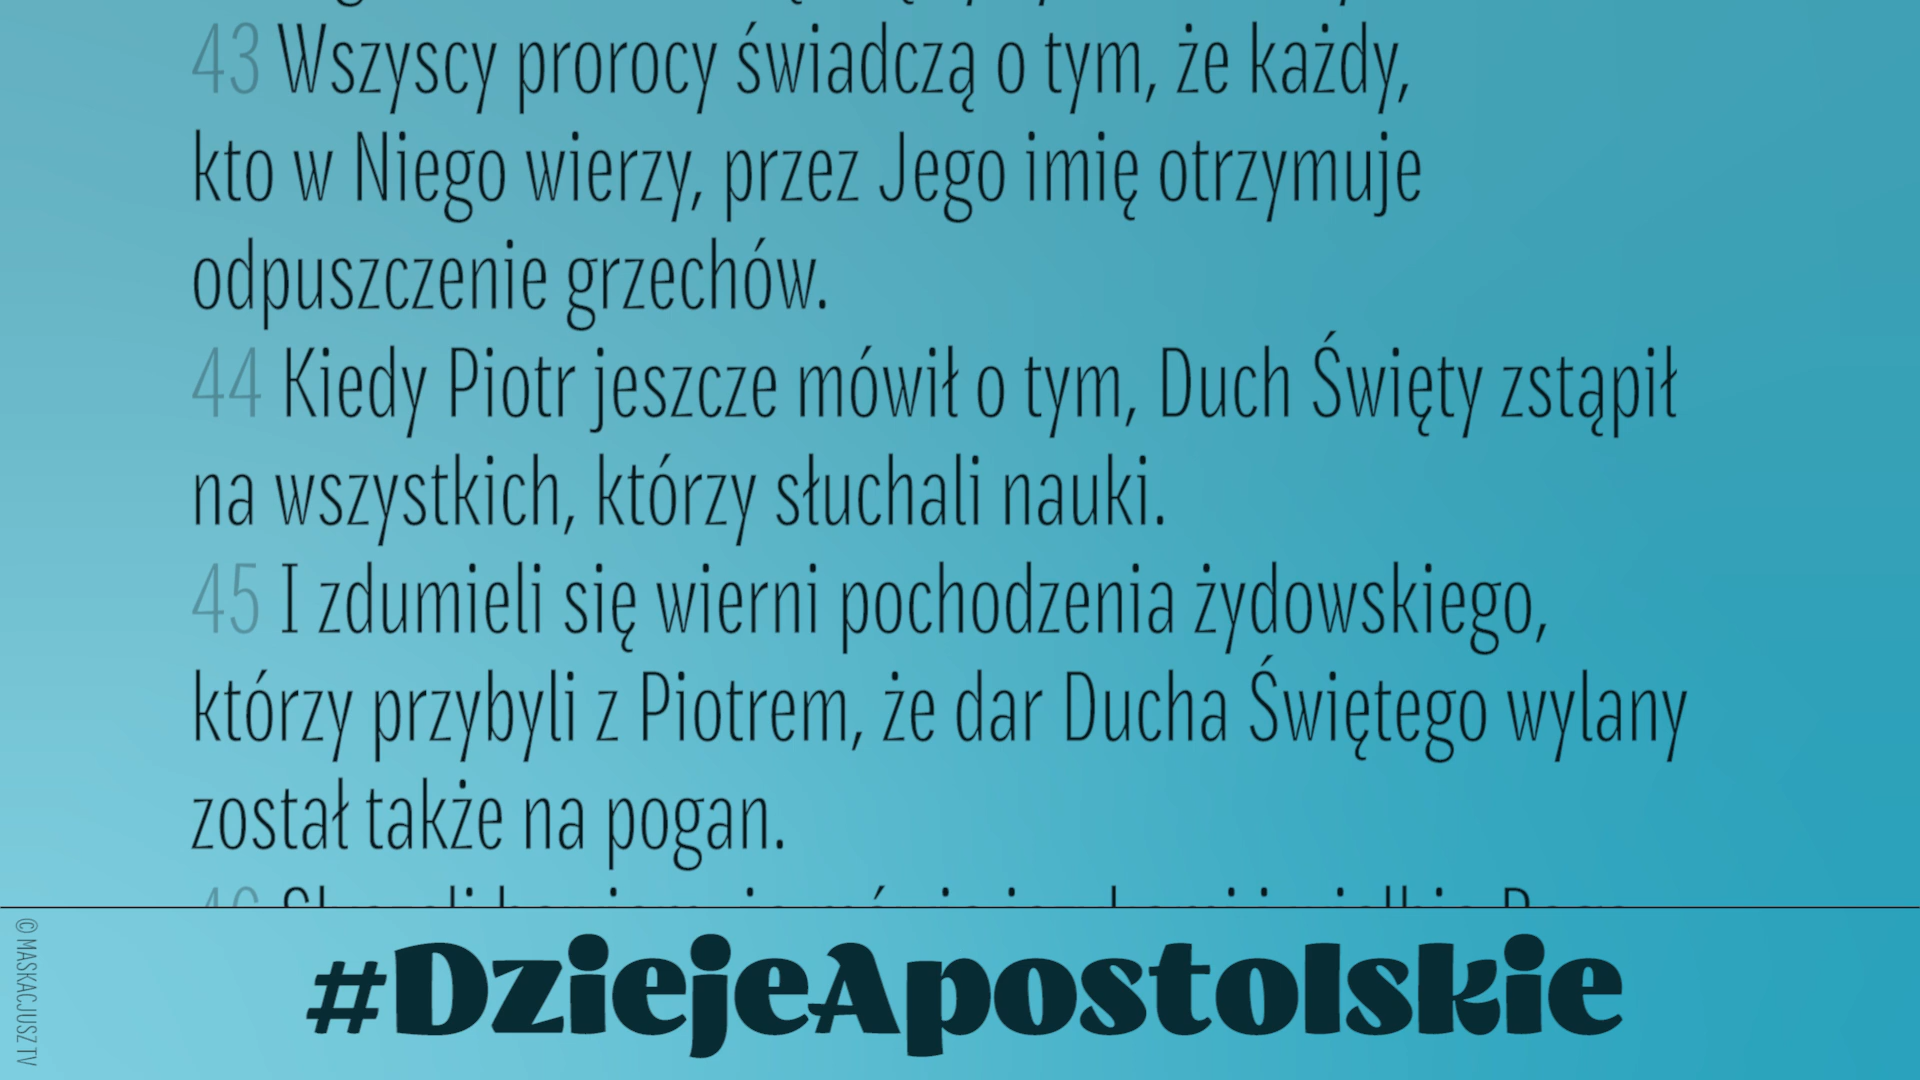 43 Wszyscy prorocy świadczą o tym, że każdy,
kto w Niego wierzy, przez Jego imię otrzymuje
odpuszczenie grzechów.
44 Kiedy Piotr jeszcze mówił o tym, Duch Święty zstąpił
na wszystkich, którzy słuchali nauki.
45 I zdumieli się wierni pochodzenia żydowskiego,
którzy przybyli z Piotrem, że dar Ducha Świętego wylany
został także na pogan.
#DziejeApostolskie
© MASKACJUSZ TV